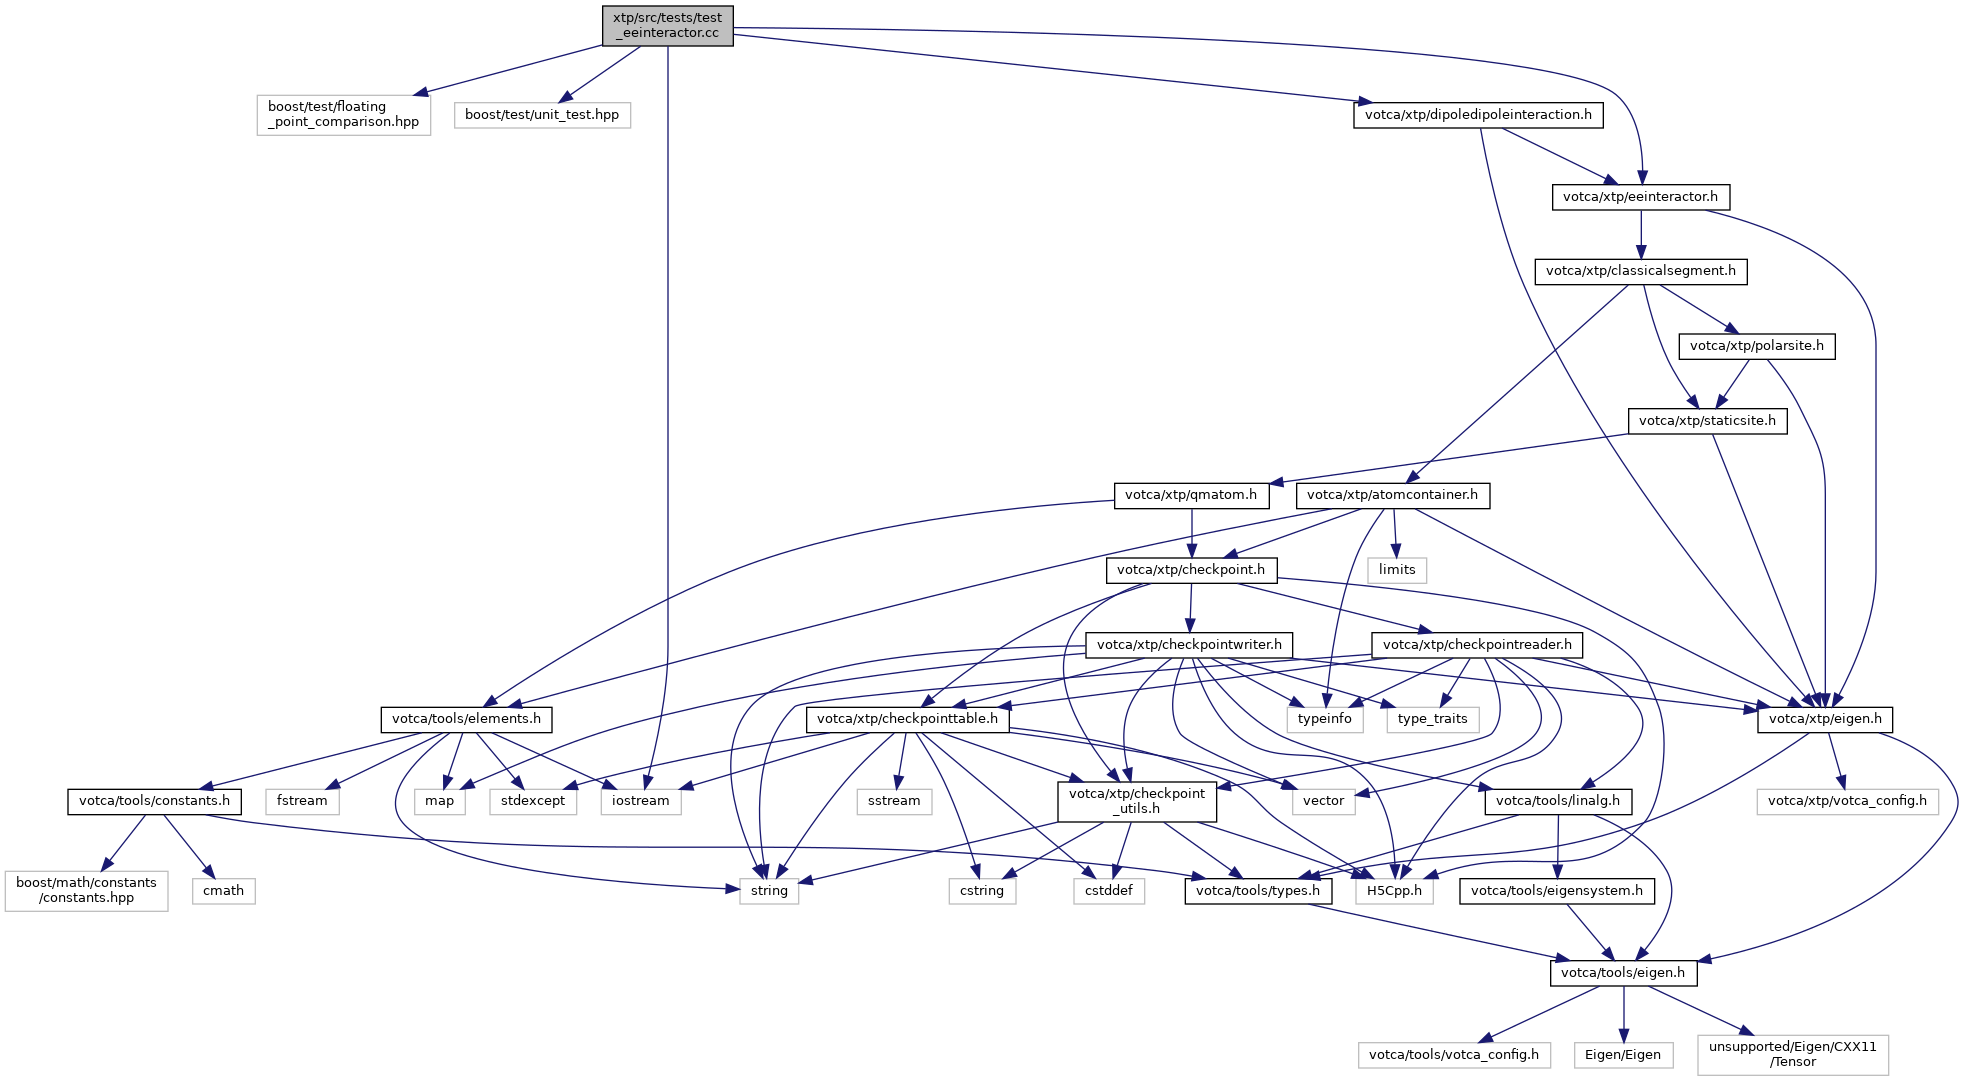 xtp/src/tests/test
_eeinteractor.cc
boost/test/floating
_point_comparison.hpp
boost/test/unit_test.hpp
votca/xtp/dipoledipoleinteraction.h
votca/xtp/eeinteractor.h
votca/xtp/classicalsegment.h
votca/xtp/polarsite.h
votca/xtp/staticsite.h
votca/xtp/qmatom.h
votca/xtp/atomcontainer.h
votca/xtp/checkpoint.h
limits
votca/xtp/checkpointwriter.h
votca/xtp/checkpointreader.h
votca/tools/elements.h
votca/xtp/checkpointtable.h
typeinfo
type_traits
votca/xtp/eigen.h
votca/tools/constants.h
fstream
map
stdexcept
iostream
sstream
votca/xtp/checkpoint
_utils.h
vector
votca/tools/linalg.h
votca/xtp/votca_config.h
boost/math/constants
/constants.hpp
cmath
string
cstring
cstddef
votca/tools/types.h
H5Cpp.h
votca/tools/eigensystem.h
votca/tools/eigen.h
votca/tools/votca_config.h
Eigen/Eigen
unsupported/Eigen/CXX11
/Tensor